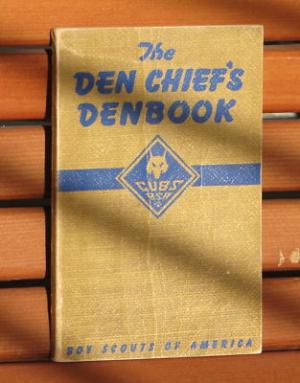 The
DEN CHIEF'S
DENBOOK
CUBS
BSA
BOY SCOUTS OF AMERICA